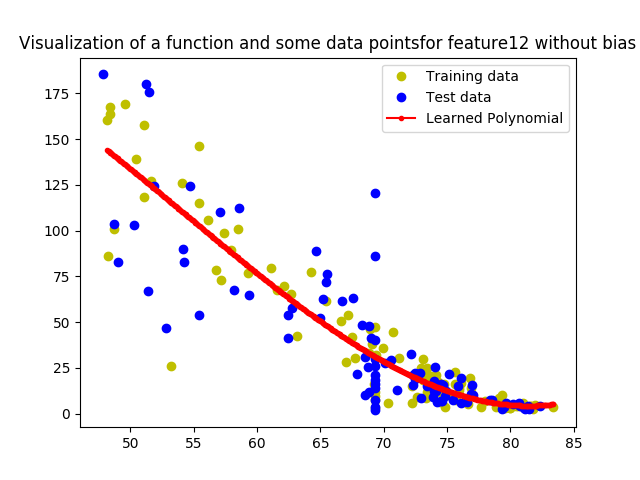 Visualization of a function and some data pointsfor feature12 without bias
Training data
Test data
Learned Polynomial
175
150
125
100
75
50
25
0
50 55 60 65 70 75 80 85